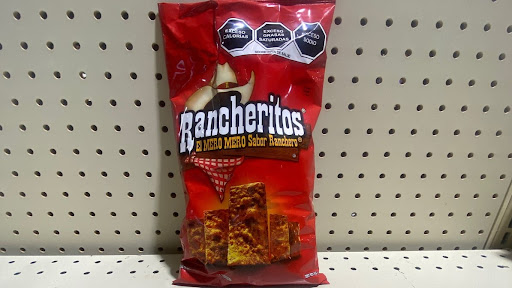 EXCESO CALORÍAS
EXCESO GRASAS SATURADAS
EXCESO SODIO
Rancheritos
El MERO MERO Sabor Ranchero